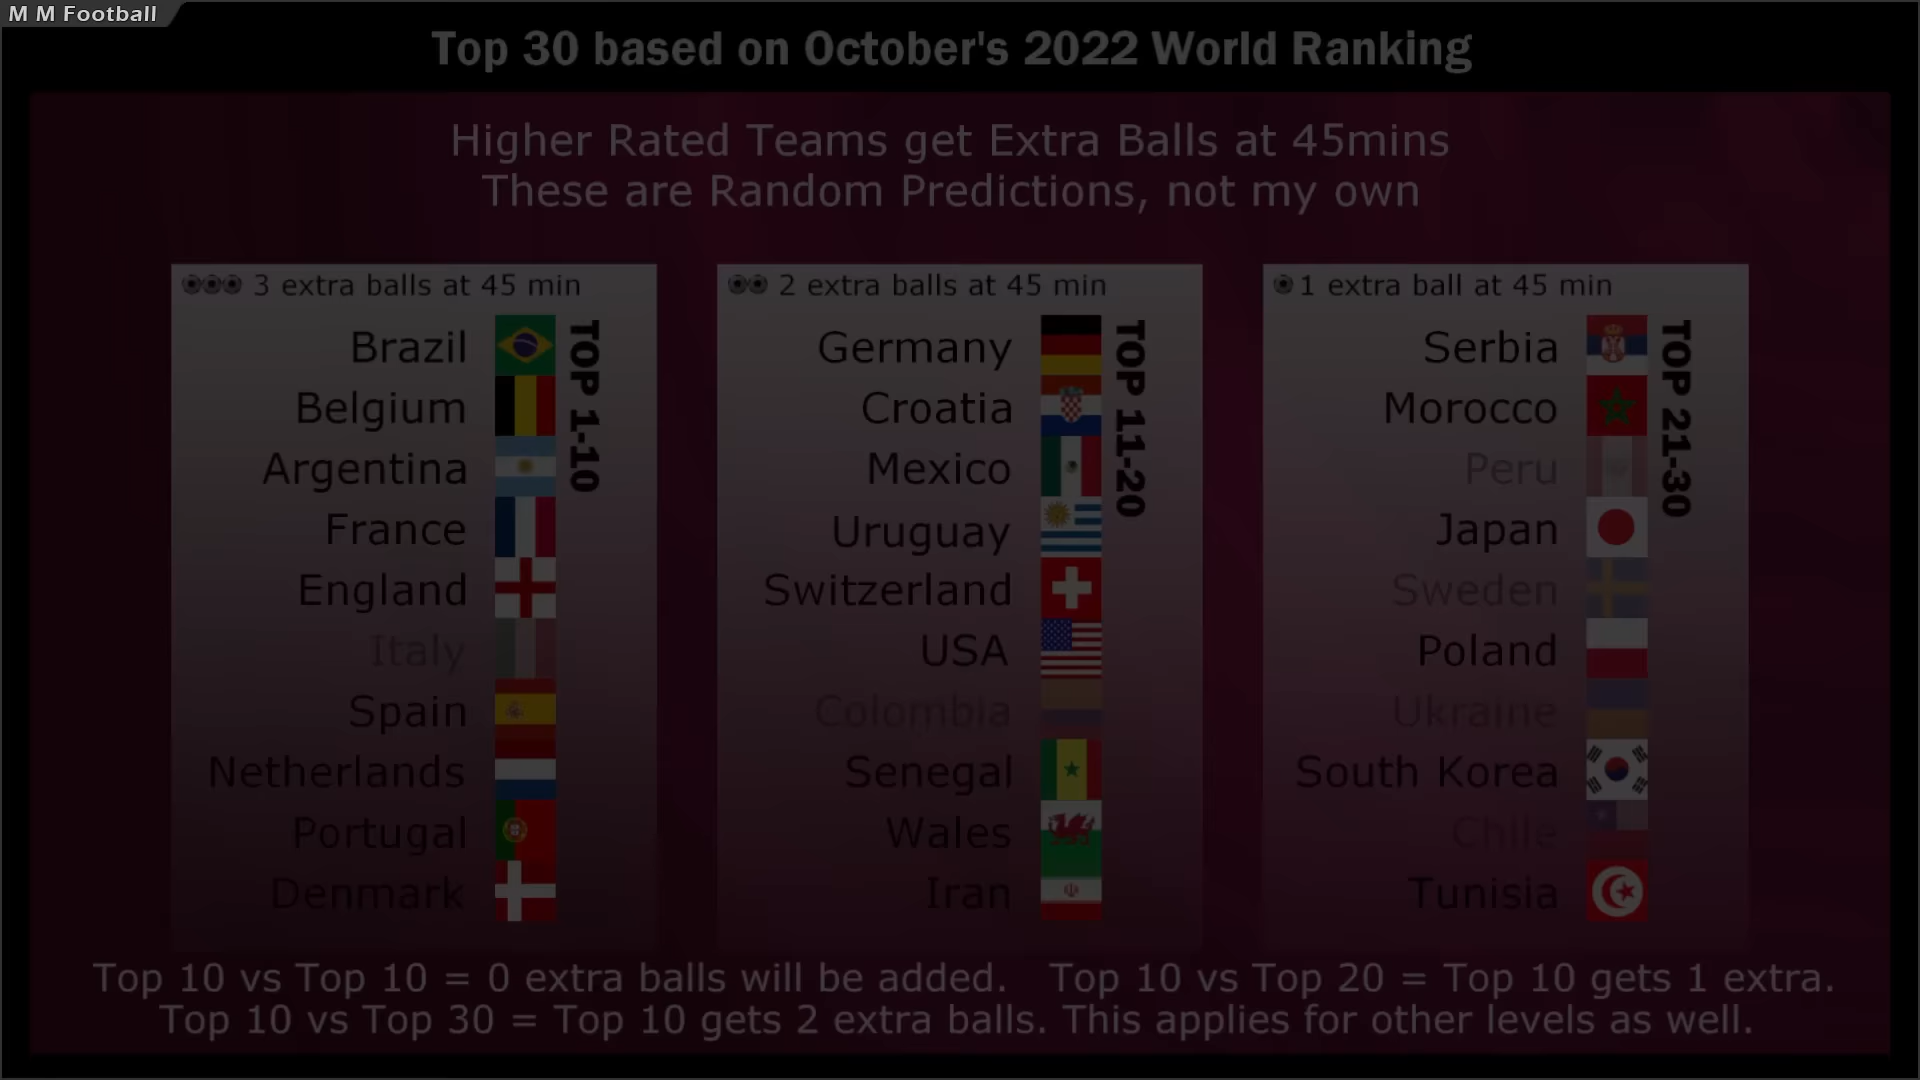 M M Football
Top 30 based on October's 2022 World Ranking
Higher Rated Teams get Extra Balls at 45mins
These are Random Predictions, not my own
3 extra balls at 45 min
Brazil
Belgium
Argentina
France
England
Italy
Spain
Netherlands
Portugal
Denmark
TOP 1-10
2 extra balls at 45 min
Germany
Croatia
Mexico
Uruguay
Switzerland
USA
Colombia
Senegal
Wales
Iran
TOP 11-20
1 extra ball at 45 min
Serbia
Morocco
Peru
Japan
Sweden
Poland
Ukraine
South Korea
Chile
Tunisia
TOP 21-30
Top 10 vs Top 10 = 0 extra balls will be added. Top 10 vs Top 20 = Top 10 gets 1 extra.
Top 10 vs Top 30 = Top 10 gets 2 extra balls. This applies for other levels as well.